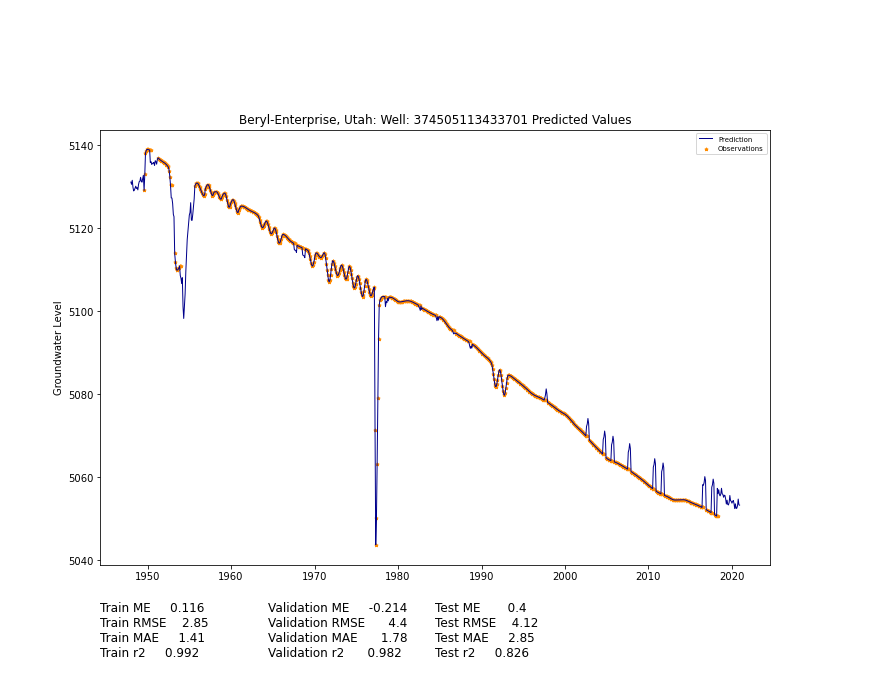 Beryl-Enterprise, Utah: Well: 374505113433701 Predicted Values
Prediction
Observations
Groundwater Level
5140
5120
5100
5080
5060
5040
1950 1960 1970 1980 1990 2000 2010 2020
Train ME 0.116 Validation ME -0.214 Test ME 0.4
Train RMSE 2.85 Validation RMSE 4.4 Test RMSE 4.12
Train MAE 1.41 Validation MAE 1.78 Test MAE 2.85
Train r2 0.992 Validation r2 0.982 Test r2 0.826